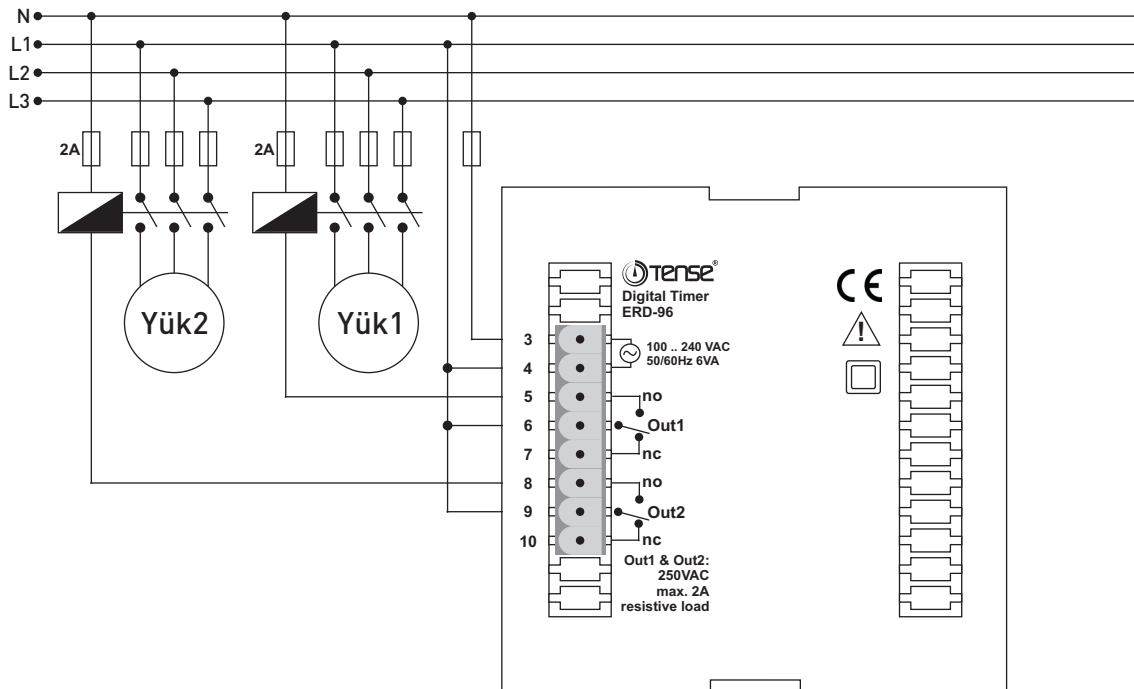 N
L1
L2
L3
2A
2A
Yük2
Yük1
TENSE®
Digital Timer
ERD-96
CE
3
100 .. 240 VAC
50/60Hz 6VA
4
5
no
6
Out1
7
nc
8
no
9
Out2
10
nc
Out1 & Out2:
250VAC
max. 2A
resistive load